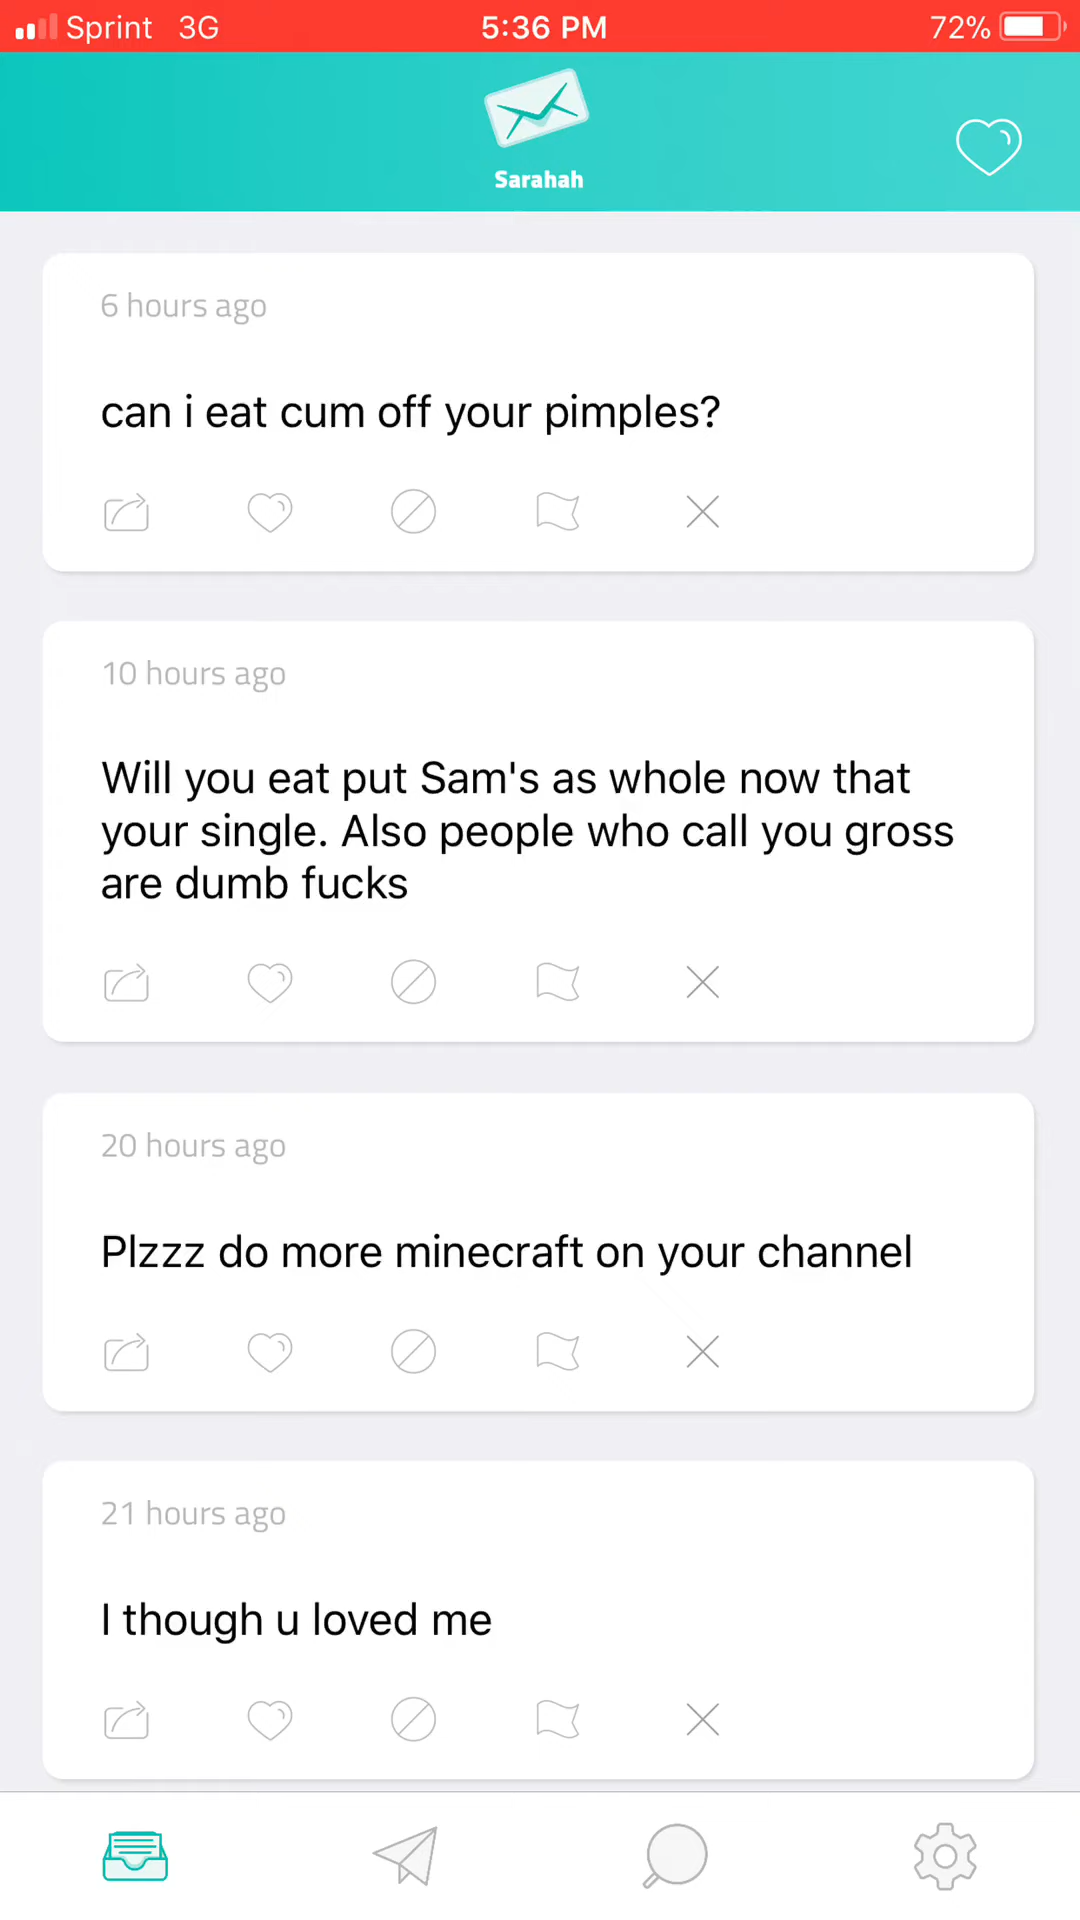 Sprint 3G 5:36 PM 72%
Sarahah
6 hours ago
can i eat cum off your pimples?
10 hours ago
Will you eat put Sam's as whole now that
your single. Also people who call you gross
are dumb fucks
20 hours ago
Plzzz do more minecraft on your channel
21 hours ago
I though u loved me